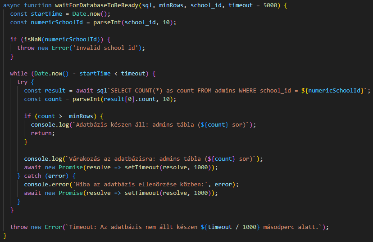 async function waitForDatabaseToBeReady(sql, minRows, timeout = 5000) {
const startTime = Date.now();
const numericSchoolId = parseInt(school_id, 10);
if (isNaN(numericSchoolId)) {
throw new Error('Invalid school id');
}
while (Date.now() - startTime < timeout) {
try {
const result = await sql`SELECT COUNT(*) as count FROM admins WHERE school_id = ${numericSchoolId}`;
const count = parseInt(result[0].count, 10);
if (count > minRows) {
console.log(`Adatbázis készen áll: admins tábla (${count} sor)`);
return;
}
console.log(`Várakozás az adatbázisra: admins tábla (${count} sor)`);
await new Promise(resolve => setTimeout(resolve, 1000));
} catch (error) {
console.error('Hiba az adatbázis ellenőrzése közben:', error);
await new Promise(resolve => setTimeout(resolve, 1000));
}
}
throw new Error(`Timeout: Az adatbázis nem állt készen ${timeout / 1000} másodperc alatt.`);
}